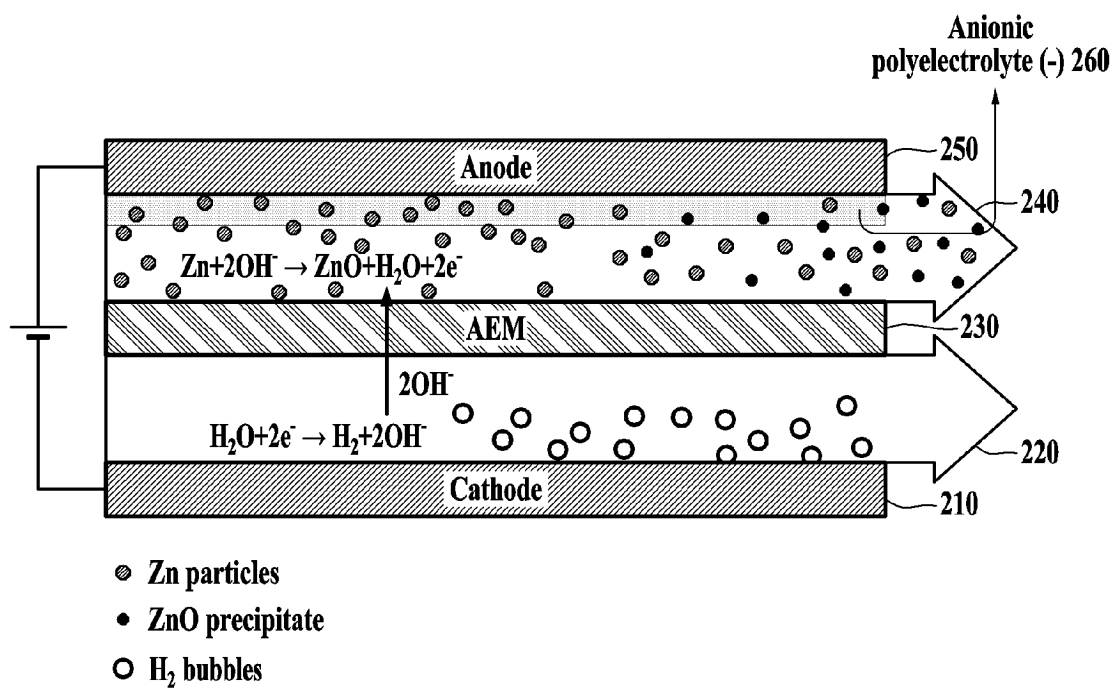 Anionic
polyelectrolyte (-) 260
Anode
250
240
Zn+2OH⁻ → ZnO+H₂O+2e⁻
AEM
230
2OH⁻
H₂O+2e⁻ → H₂+2OH⁻
220
Cathode
210
Zn particles
ZnO precipitate
H₂ bubbles